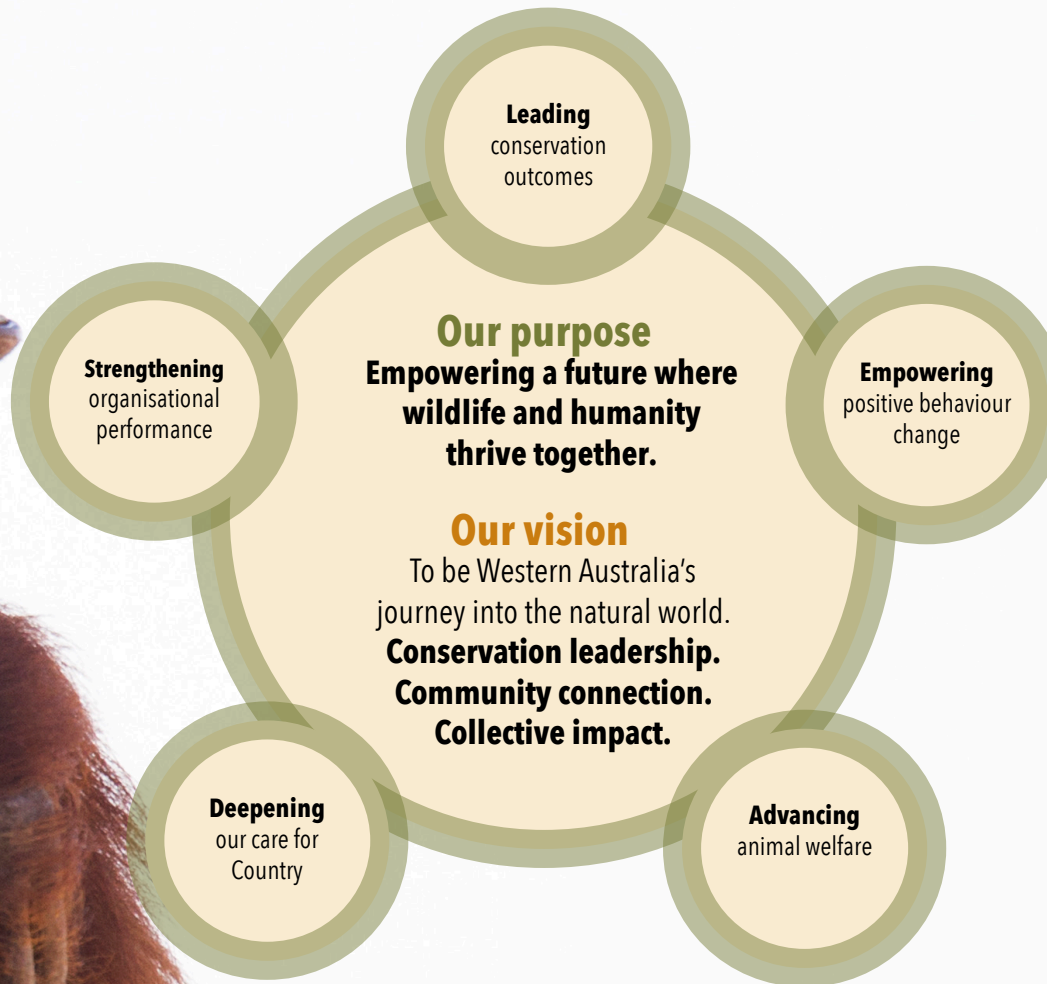 Leading
conservation
outcomes
Strengthening
organisational
performance
Our purpose
Empowering a future where
wildlife and humanity
thrive together.
Our vision
To be Western Australia's
journey into the natural world.
Conservation leadership.
Community connection.
Collective impact.
Empowering
positive behaviour
change
Deepening
our care for
Country
Advancing
animal welfare